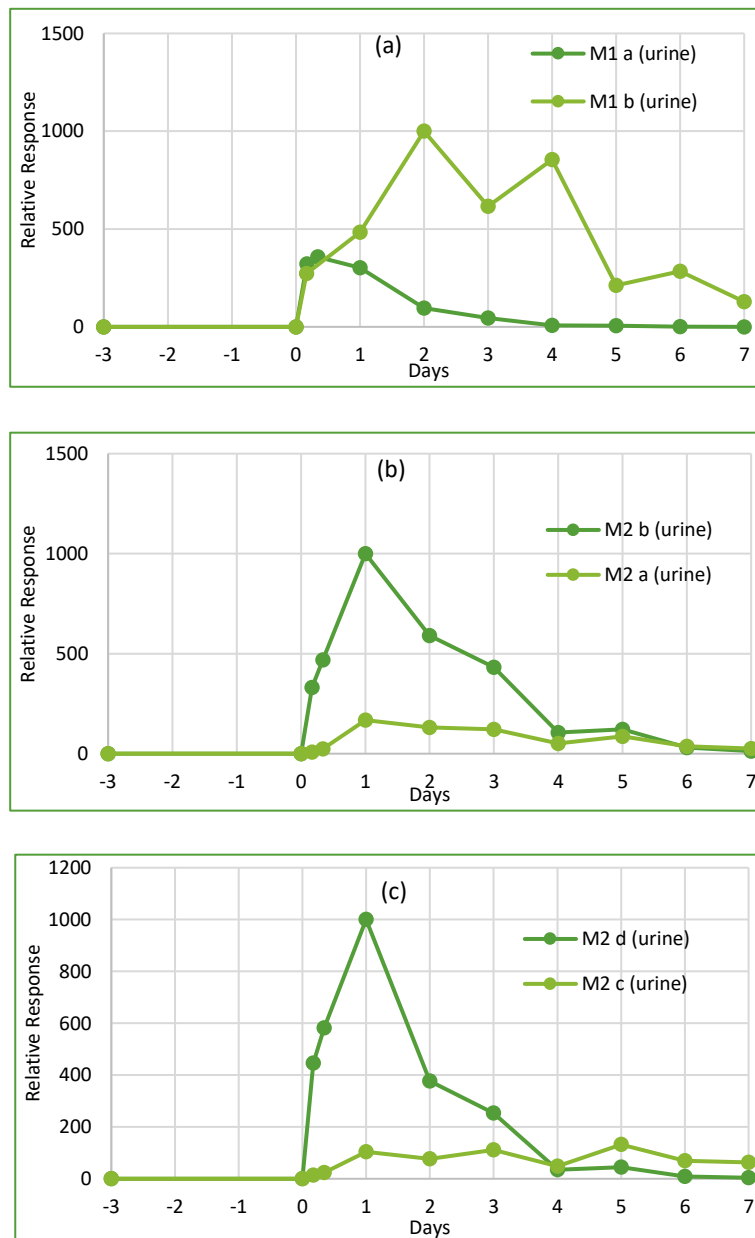 (a)
1500
1000
500
0
Relative Response
M1 a (urine)
M1 b (urine)
-3 -2 -1 0 1 2 3 4 5 6 7
Days
(b)
1500
1000
500
0
Relative Response
M2 b (urine)
M2 a (urine)
-3 -2 -1 0 1 2 3 4 5 6 7
Days
(c)
1200
1000
800
600
400
200
0
Relative Response
M2 d (urine)
M2 c (urine)
-3 -2 -1 0 1 2 3 4 5 6 7
Days